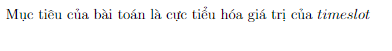 Mục tiêu của bài toán là cực tiểu hóa giá trị của timeslot